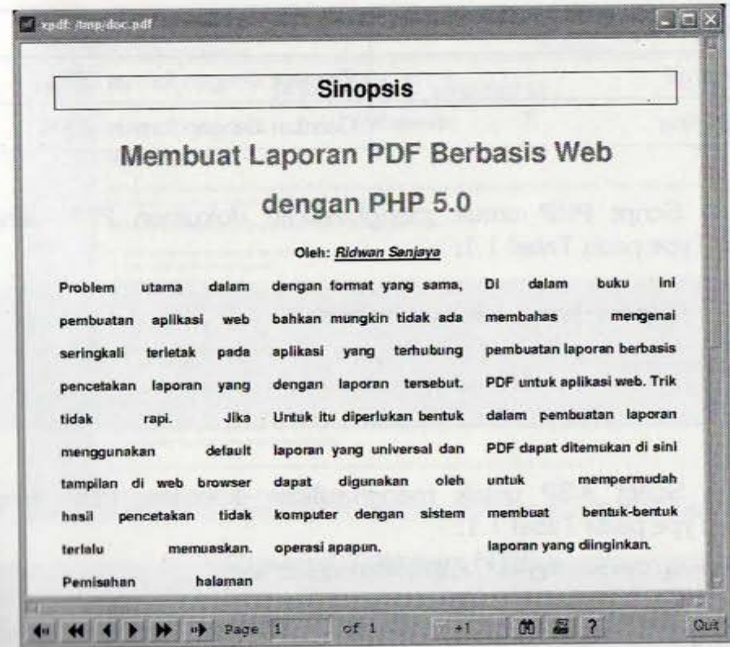 xpdf: /tmp/doc.pdf
Sinopsis
Membuat Laporan PDF Berbasis Web
dengan PHP 5.0
Oleh: Ridwan Sanjaya
Problem utama dalam
pembuatan aplikasi web
seringkali terletak pada
pencetakan laporan yang
tidak rapi. Jika
menggunakan default
tampilan di web browser
hasil pencetakan tidak
terlalu memuaskan.
Pemisahan halaman
dengan format yang sama,
bahkan mungkin tidak ada
aplikasi yang terhubung
dengan laporan tersebut.
Untuk itu diperlukan bentuk
laporan yang universal dan
dapat digunakan oleh
komputer dengan sistem
operasi apapun.
Di dalam buku ini
membahas mengenai
pembuatan laporan berbasis
PDF untuk aplikasi web. Trik
dalam pembuatan laporan
PDF dapat ditemukan di sini
untuk mempermudah
membuat bentuk-bentuk
laporan yang diinginkan.
Page 1 of 1 +1 ? Quit